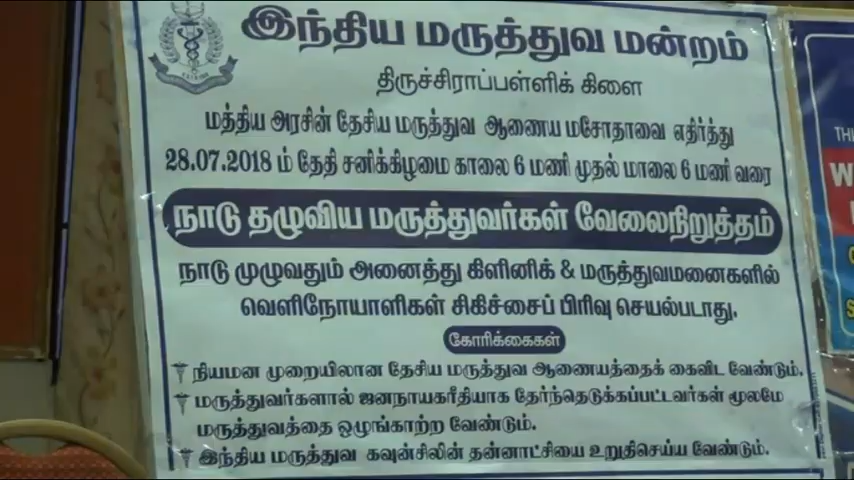 இந்திய மருத்துவ மன்றம்
திருச்சிராப்பள்ளிக் கிளை
மத்திய அரசின் தேசிய மருத்துவ ஆணைய மசோதாவை எதிர்த்து
28.07.2018 ம் தேதி சனிக்கிழமை காலை 6 மணி முதல் மாலை 6 மணி வரை
நாடு தழுவிய மருத்துவர்கள் வேலைநிறுத்தம்
நாடு முழுவதும் அனைத்து கிளினிக் & மருத்துவமனைகளில்
வெளிநோயாளிகள் சிகிச்சைப் பிரிவு செயல்படாது.
கோரிக்கைகள்
நியமன முறையிலான தேசிய மருத்துவ ஆணையத்தைக் கைவிட வேண்டும்.
மருத்துவர்களால் ஜனநாயகரீதியாக தேர்ந்தெடுக்கப்பட்டவர்கள் மூலமே
மருத்துவத்தை ஒழுங்காற்ற வேண்டும்.
இந்திய மருத்துவ கவுன்சிலின் தன்னாட்சியை உறுதிசெய்ய வேண்டும்.